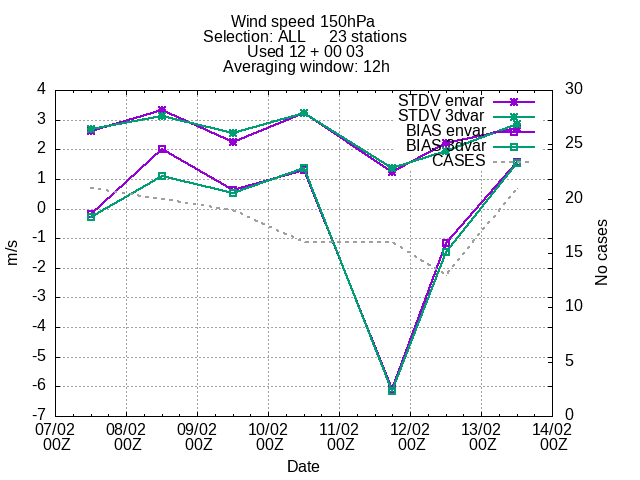 Wind speed 150hPa
Selection: ALL 23 stations
Used 12 + 00 03
Averaging window: 12h
STDV envar
STDV 3dvar
BIAS envar
BIAS 3dvar
CASES
4
3
2
1
0
-1
-2
-3
-4
-5
-6
-7
m/s
30
25
20
15
10
5
0
No cases
07/02 08/02 09/02 10/02 11/02 12/02 13/02 14/02
00Z 00Z 00Z 00Z 00Z 00Z 00Z 00Z
Date